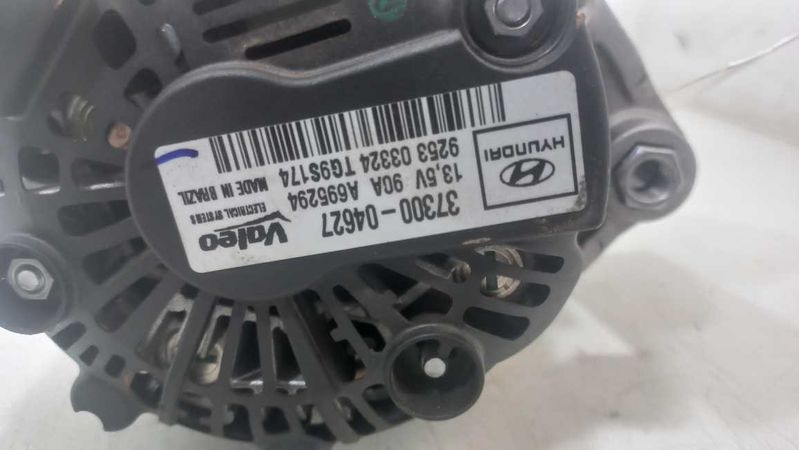 HYUNDAI
37300-04627
13,5V 90A A695294
9253 03324 TG9S174
Valeo
ELECTRICAL SYSTEMS
MADE IN BRAZIL